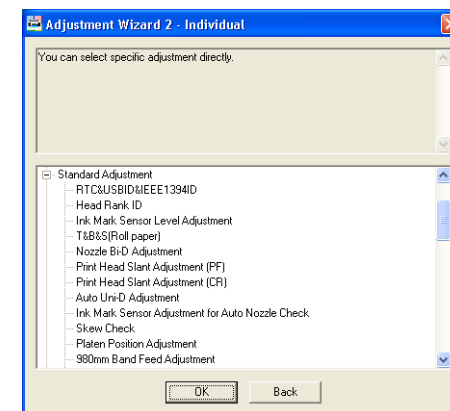 Adjustment Wizard 2 - Individual
You can select specific adjustment directly.
Standard Adjustment
RTC&USBID&IEEE1394ID
Head Rank ID
Ink Mark Sensor Level Adjustment
T&B&S(Roll paper)
Nozzle Bi-D Adjustment
Print Head Slant Adjustment (PF)
Print Head Slant Adjustment (CR)
Auto Uni-D Adjustment
Ink Mark Sensor Adjustment for Auto Nozzle Check
Skew Check
Platen Position Adjustment
980mm Band Feed Adjustment
OK Back